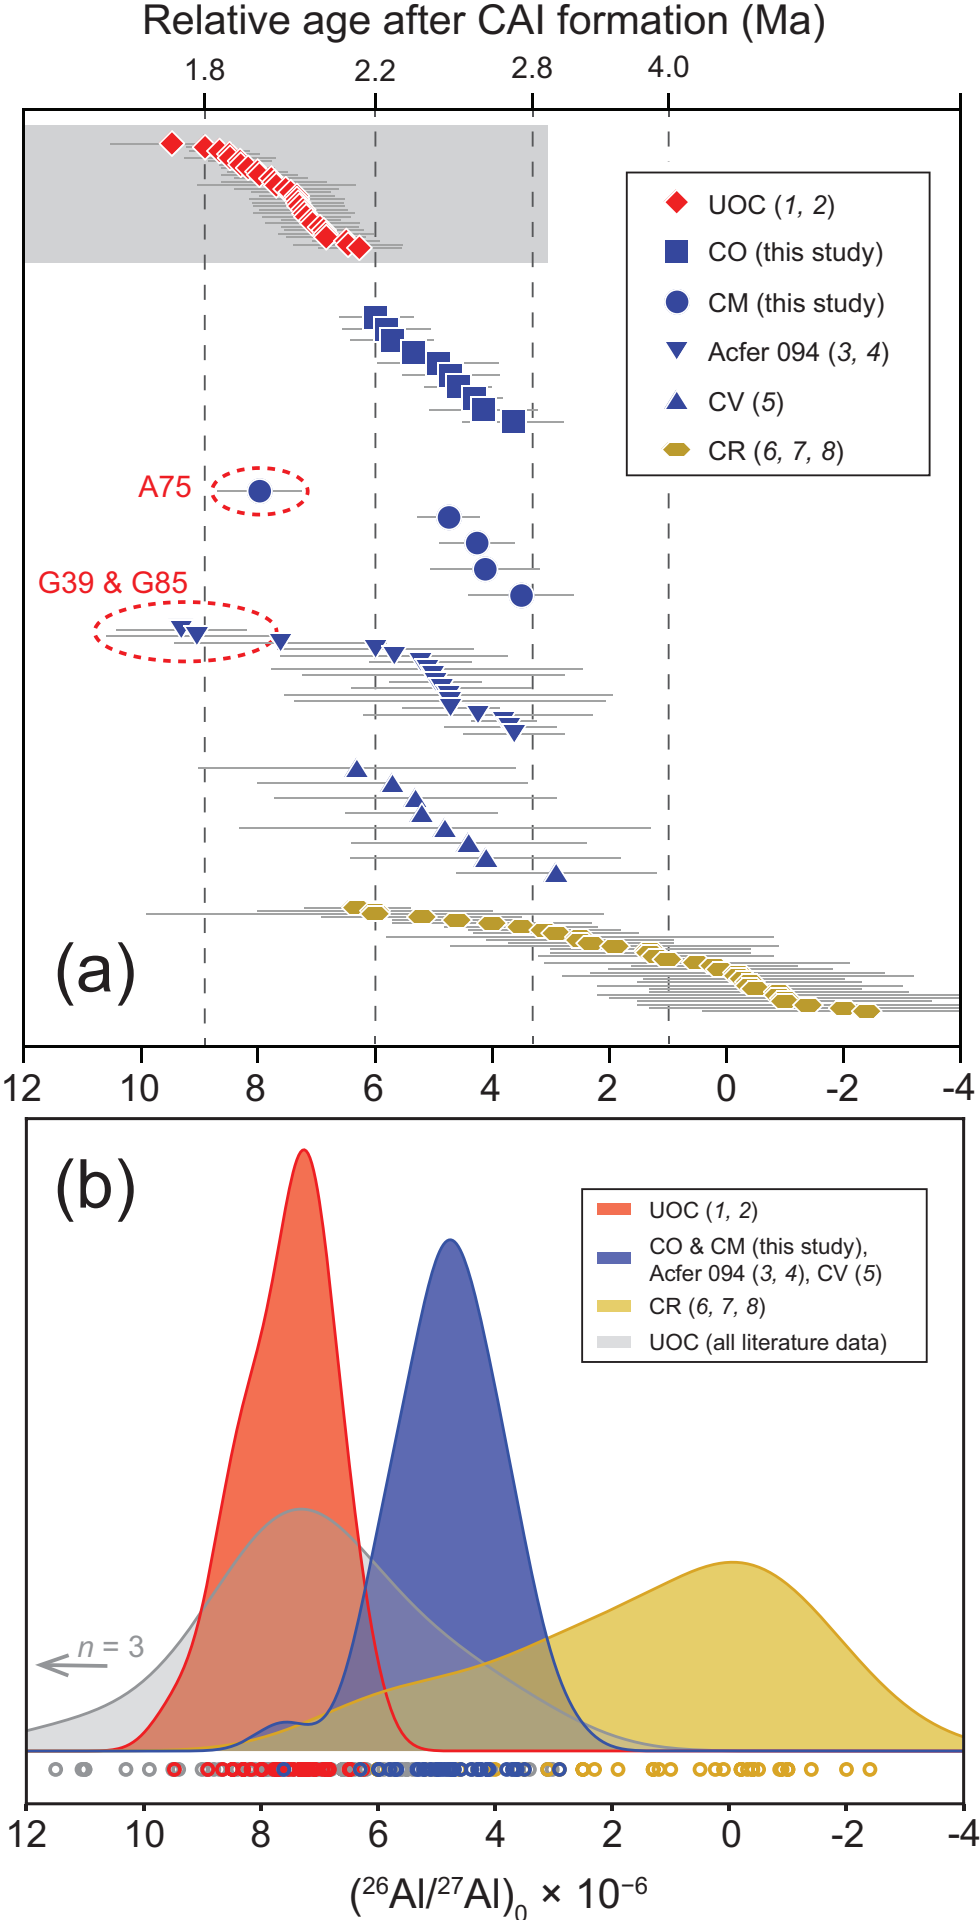 Relative age after CAI formation (Ma)
1.8 2.2 2.8 4.0
UOC (1, 2)
CO (this study)
CM (this study)
Acfer 094 (3, 4)
CV (5)
CR (6, 7, 8)
A75
G39 & G85
(a)
12 10 8 6 4 2 0 -2 -4
(b)
UOC (1, 2)
CO & CM (this study),
Acfer 094 (3, 4), CV (5)
CR (6, 7, 8)
UOC (all literature data)
n = 3
12 10 8 6 4 2 0 -2 -4
(²⁶Al/²⁷Al)₀ × 10⁻⁶